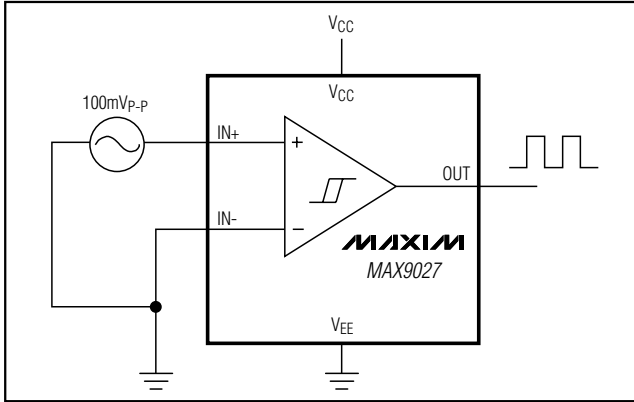 VCC
VCC
100mVP-P
IN+
+
OUT
IN-
−
MAXIM
MAX9027
VEE